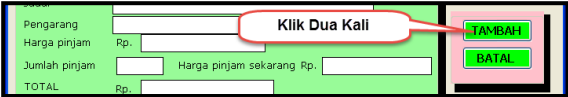 Pengarang
Klik Dua Kali
TAMBAH
Harga pinjam Rp.
BATAL
Jumlah pinjam Harga pinjam sekarang Rp.
TOTAL Rp.